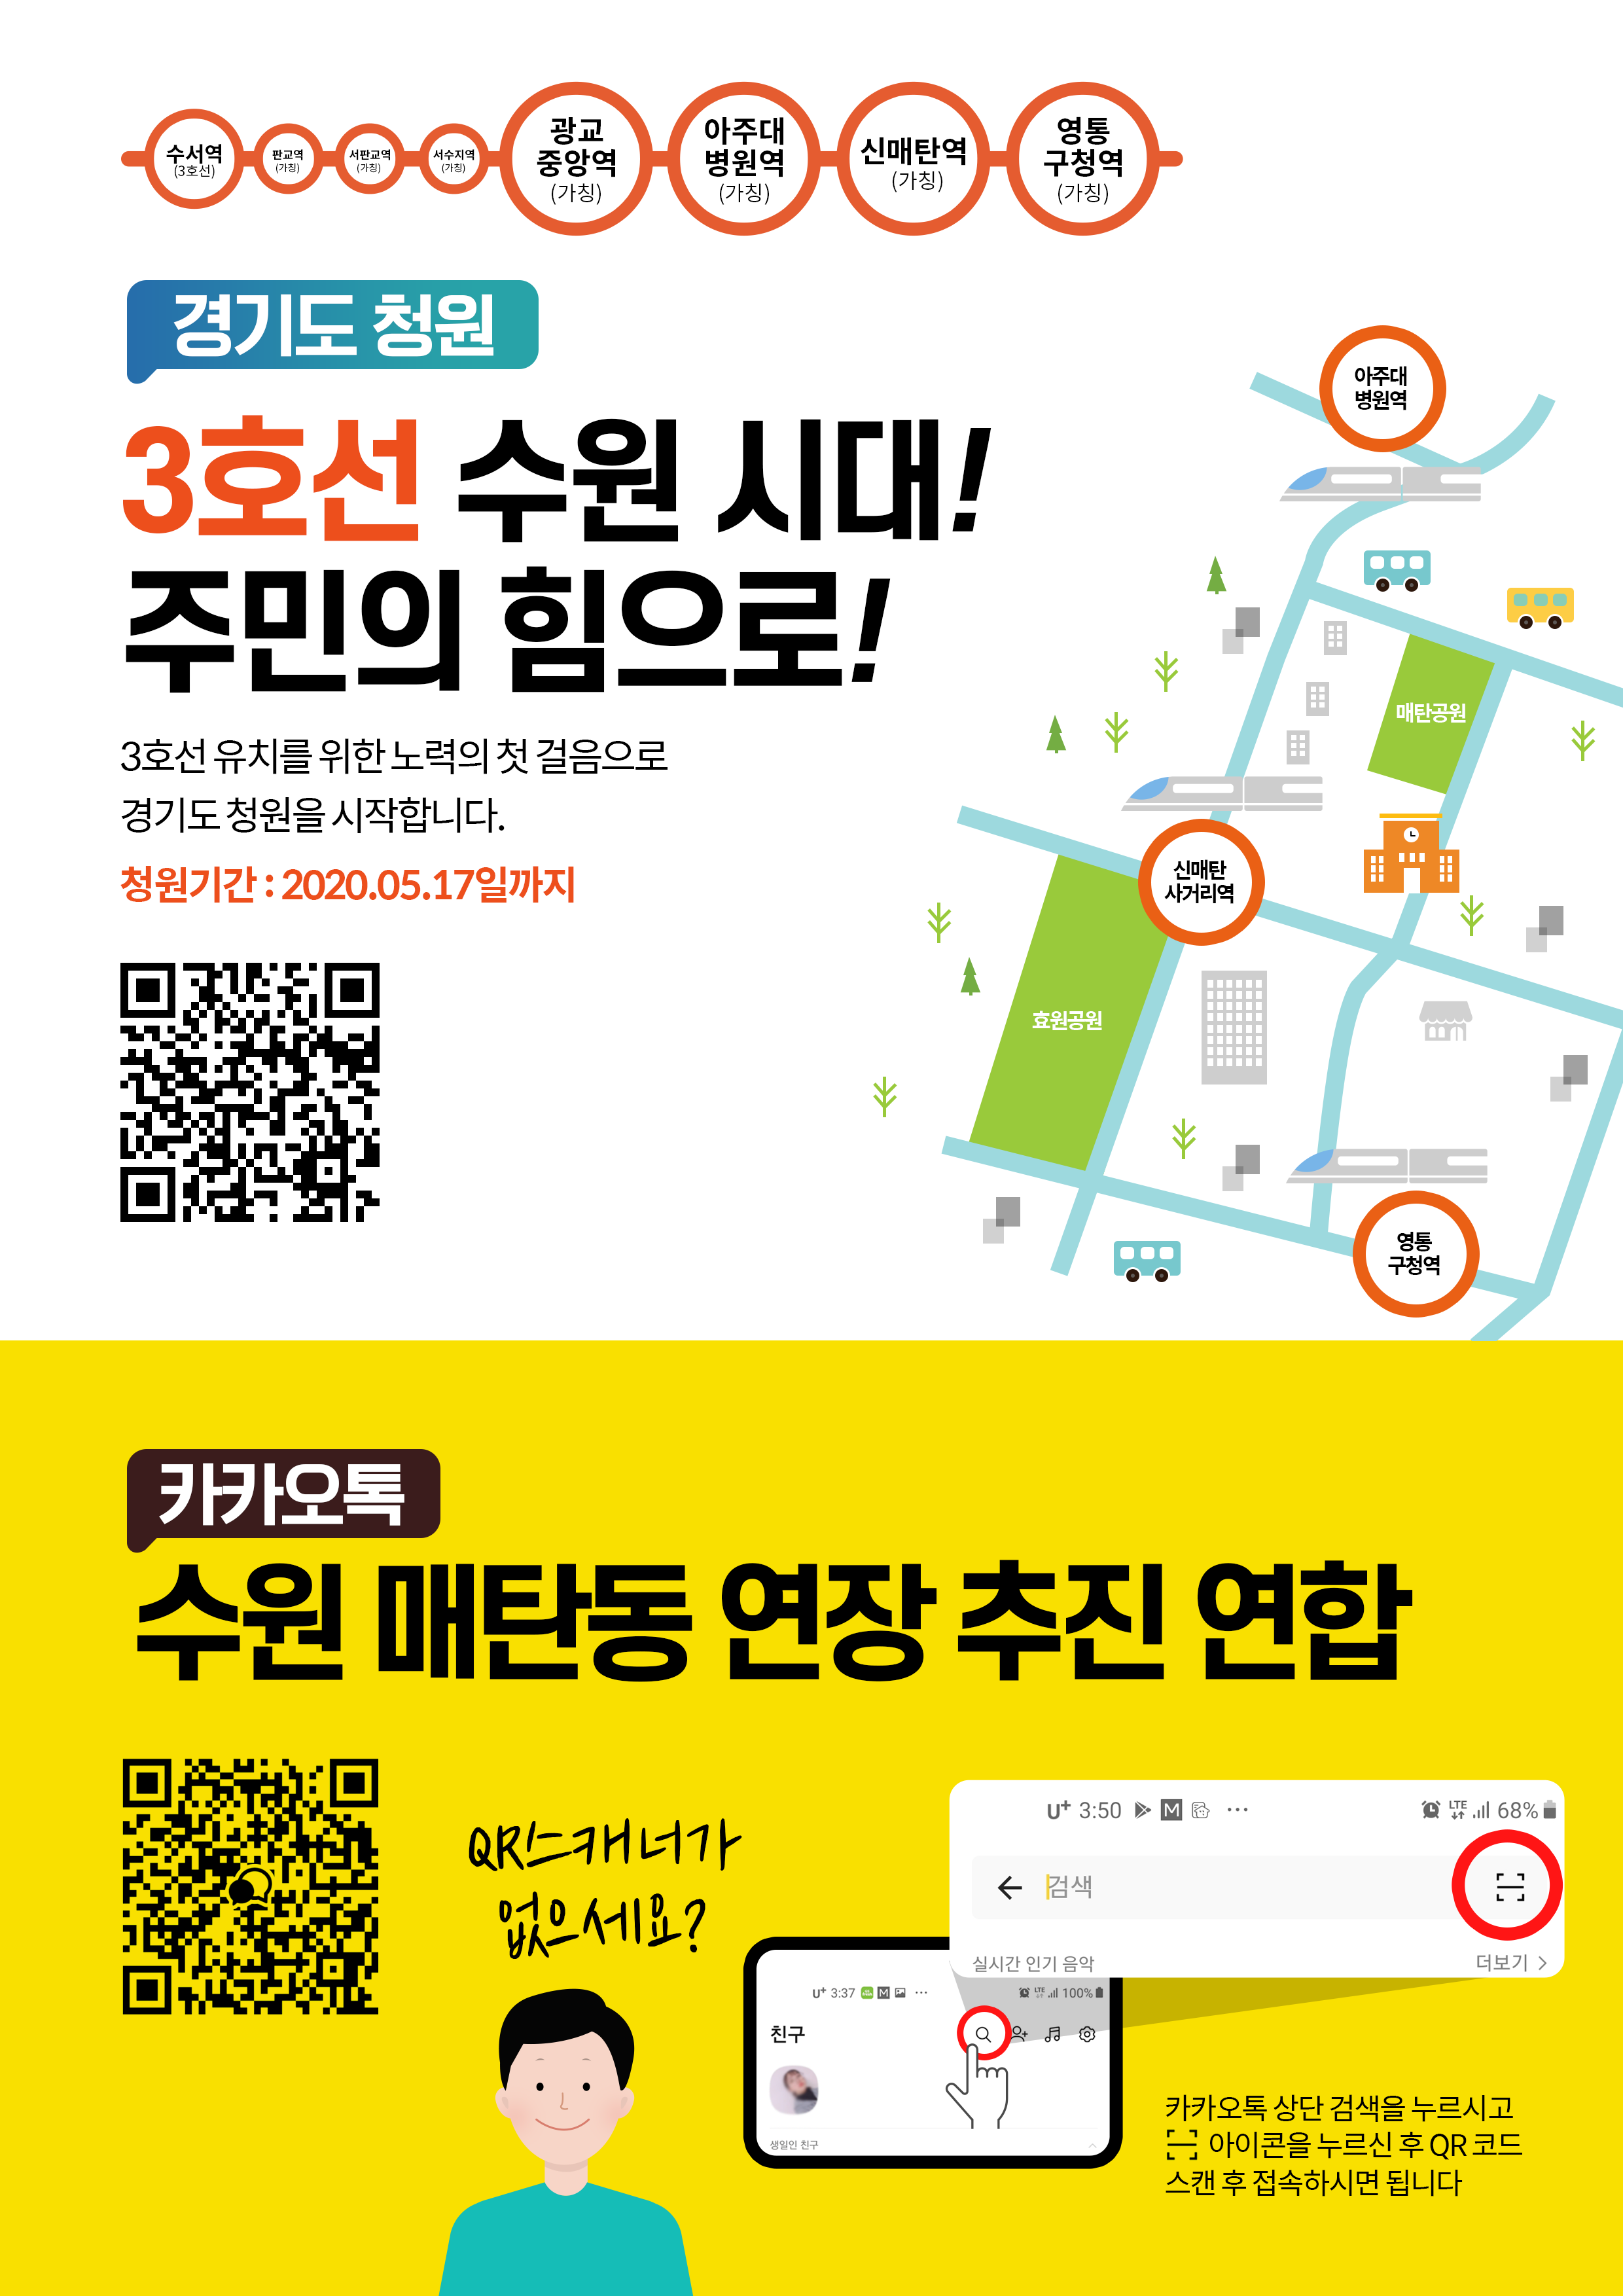 수서역
(3호선)
판교역
(가칭)
서판교역
(가칭)
서수지역
(가칭)
광교
중앙역
(가칭)
아주대
병원역
(가칭)
신매탄역
(가칭)
영통
구청역
(가칭)
경기도 청원
3호선 수원 시대!
주민의 힘으로!
3호선 유치를 위한 노력의 첫 걸음으로
경기도 청원을 시작합니다.
청원기간 : 2020.05.17일까지
아주대
병원역
매탄공원
신매탄
사거리역
효원공원
영통
구청역
카카오톡
수원 매탄동 연장 추진 연합
QR스캐너가
없으세요?
U+ 3:50 M ··· LTE 68%
검색
실시간 인기 음악 더보기 >
U+ 3:37 M ··· LTE 100%
친구
생일인 친구
카카오톡 상단 검색을 누르시고
아이콘을 누르신 후 QR 코드
스캔 후 접속하시면 됩니다